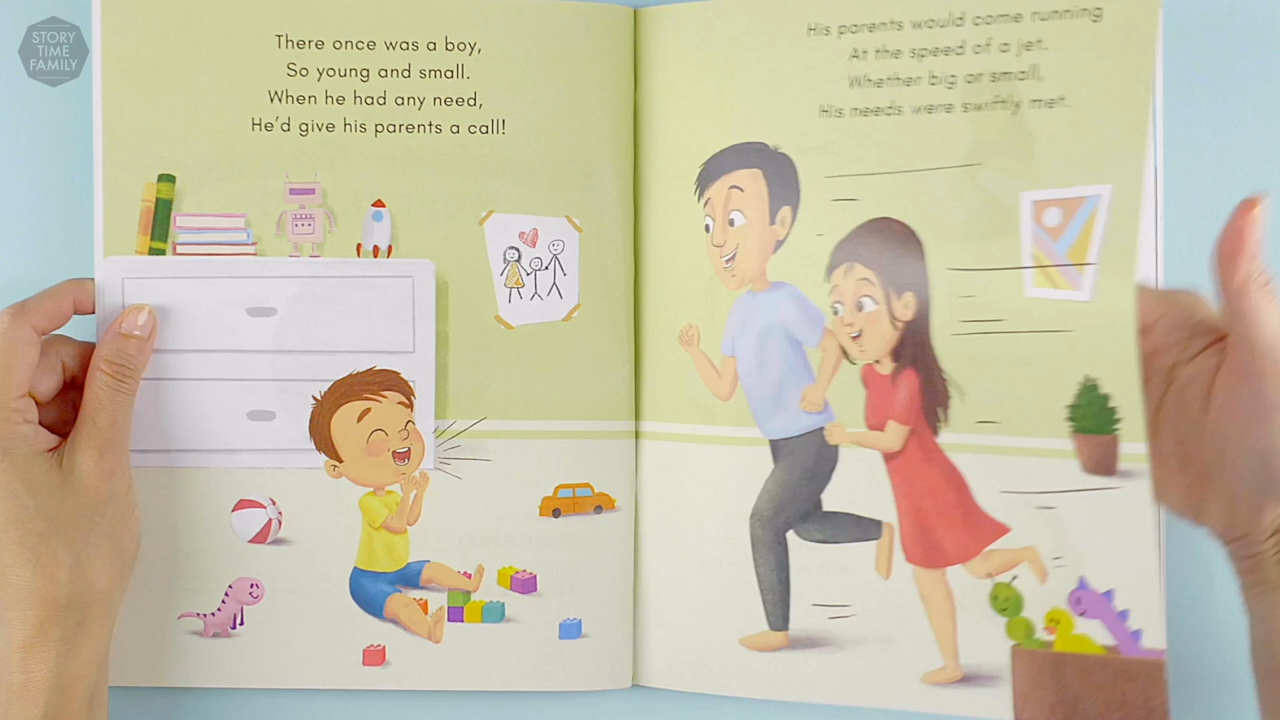 STORY
TIME
FAMILY
There once was a boy,
So young and small.
When he had any need,
He'd give his parents a call!
His parents would come running
At the speed of a jet.
Whether big or small,
His needs were swiftly met.